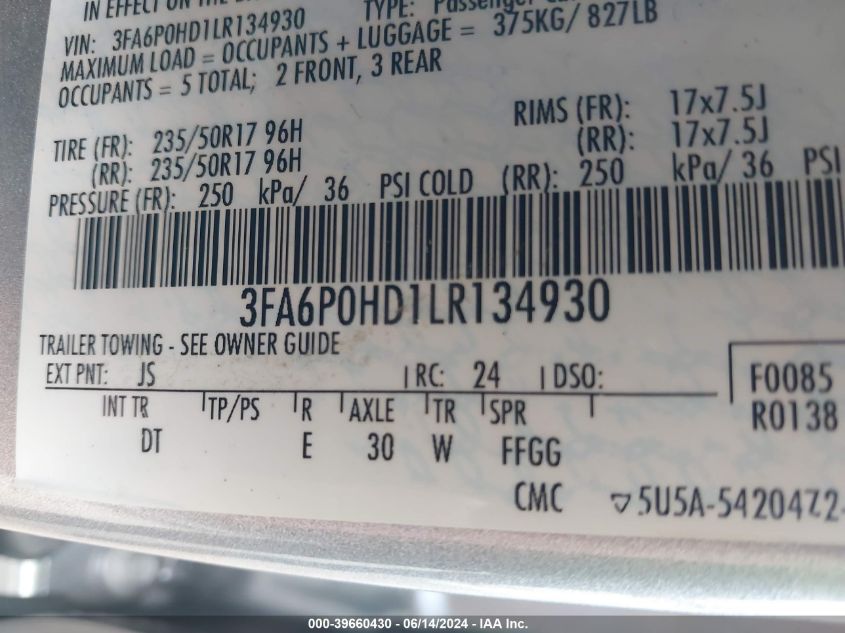 IN EFFECT ON THE
TYPE: Passenger
VIN: 3FA6P0HD1LR134930
MAXIMUM LOAD = OCCUPANTS + LUGGAGE = 375KG/ 827LB
OCCUPANTS = 5 TOTAL; 2 FRONT, 3 REAR
TIRE (FR): 235/50R17 96H RIMS (FR): 17x7.5J
(RR): 235/50R17 96H (RR): 17x7.5J
PRESSURE (FR): 250 kPa/ 36 PSI COLD (RR): 250 kPa/ 36 PSI
3FA6P0HD1LR134930
TRAILER TOWING - SEE OWNER GUIDE
EXT PNT: JS RC: 24 DSO: F0085
INT TR TP/PS R AXLE TR SPR R0138
DT E 30 W FFGG
CMC ▽5U5A-5420472-
000-39660430 - 06/14/2024 - IAA Inc.